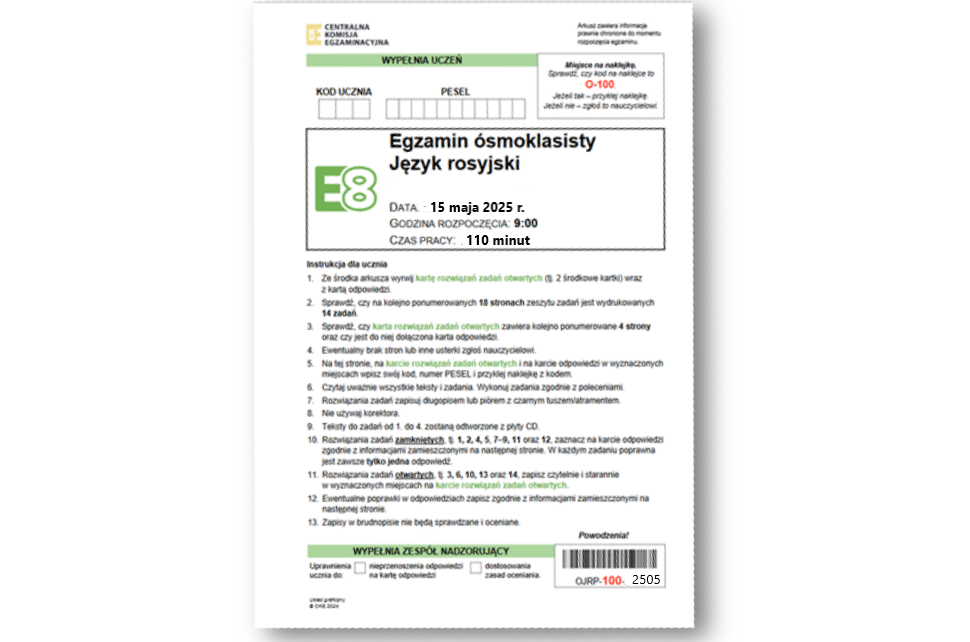 CENTRALNA
KOMISJA
EGZAMINACYJNA
Arkusz zawiera informacje
prawnie chronione do momentu
rozpoczęcia egzaminu.
WYPEŁNIA UCZEŃ
KOD UCZNIA
PESEL
Miejsce na naklejkę.
Sprawdź, czy kod na naklejce to
O-100.
Jeżeli tak – przyklej naklejkę.
Jeżeli nie – zgłoś to nauczycielowi.
Egzamin ósmoklasisty
Język rosyjski
E8
DATA: 15 maja 2025 r.
GODZINA ROZPOCZĘCIA: 9:00
CZAS PRACY: 110 minut
Instrukcja dla ucznia
1. Ze środka arkusza wyrwij kartę rozwiązań zadań otwartych (tj. 2 środkowe kartki) wraz
z kartą odpowiedzi.
2. Sprawdź, czy na kolejno ponumerowanych 18 stronach zeszytu zadań jest wydrukowanych
14 zadań.
3. Sprawdź, czy karta rozwiązań zadań otwartych zawiera kolejno ponumerowane 4 strony
oraz czy jest do niej dołączona karta odpowiedzi.
4. Ewentualny brak stron lub inne usterki zgłoś nauczycielowi.
5. Na tej stronie, na karcie rozwiązań zadań otwartych i na karcie odpowiedzi w wyznaczonych
miejscach wpisz swój kod, numer PESEL i przyklej naklejkę z kodem.
6. Czytaj uważnie wszystkie teksty i zadania. Wykonuj zadania zgodnie z poleceniami.
7. Rozwiązania zadań zapisuj długopisem lub piórem z czarnym tuszem/atramentem.
8. Nie używaj korektora.
9. Teksty do zadań od 1. do 4. zostaną odtworzone z płyty CD.
10. Rozwiązania zadań zamkniętych, tj. 1, 2, 4, 5, 7–9, 11 oraz 12, zaznacz na karcie odpowiedzi
zgodnie z informacjami zamieszczonymi na następnej stronie. W każdym zadaniu poprawna
jest zawsze tylko jedna odpowiedź.
11. Rozwiązania zadań otwartych, tj. 3, 6, 10, 13 oraz 14, zapisz czytelnie i starannie
w wyznaczonych miejscach na karcie rozwiązań zadań otwartych.
12. Ewentualne poprawki w odpowiedziach zapisz zgodnie z informacjami zamieszczonymi na
następnej stronie.
13. Zapisy w brudnopisie nie będą sprawdzane i oceniane.
Powodzenia!
WYPEŁNIA ZESPÓŁ NADZORUJĄCY
Uprawnienia
ucznia do:
nieprzenoszenia odpowiedzi
na kartę odpowiedzi
dostosowania
zasad oceniania.
OJRP-100-2505
Układ graficzny
© CKE 2024